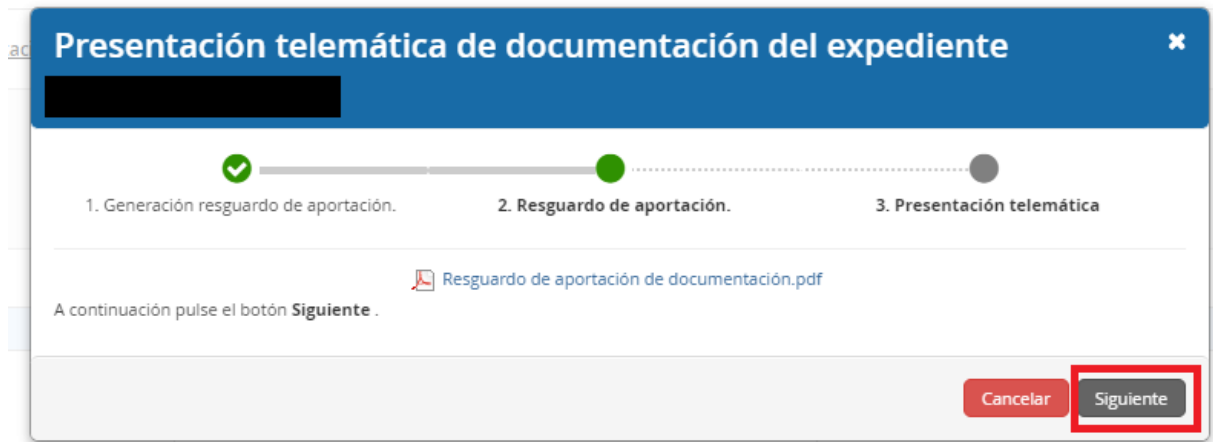 ac
Presentación telemática de documentación del expediente
1. Generación resguardo de aportación.
2. Resguardo de aportación.
3. Presentación telemática
Resguardo de aportación de documentación.pdf
A continuación pulse el botón Siguiente .
Cancelar
Siguiente